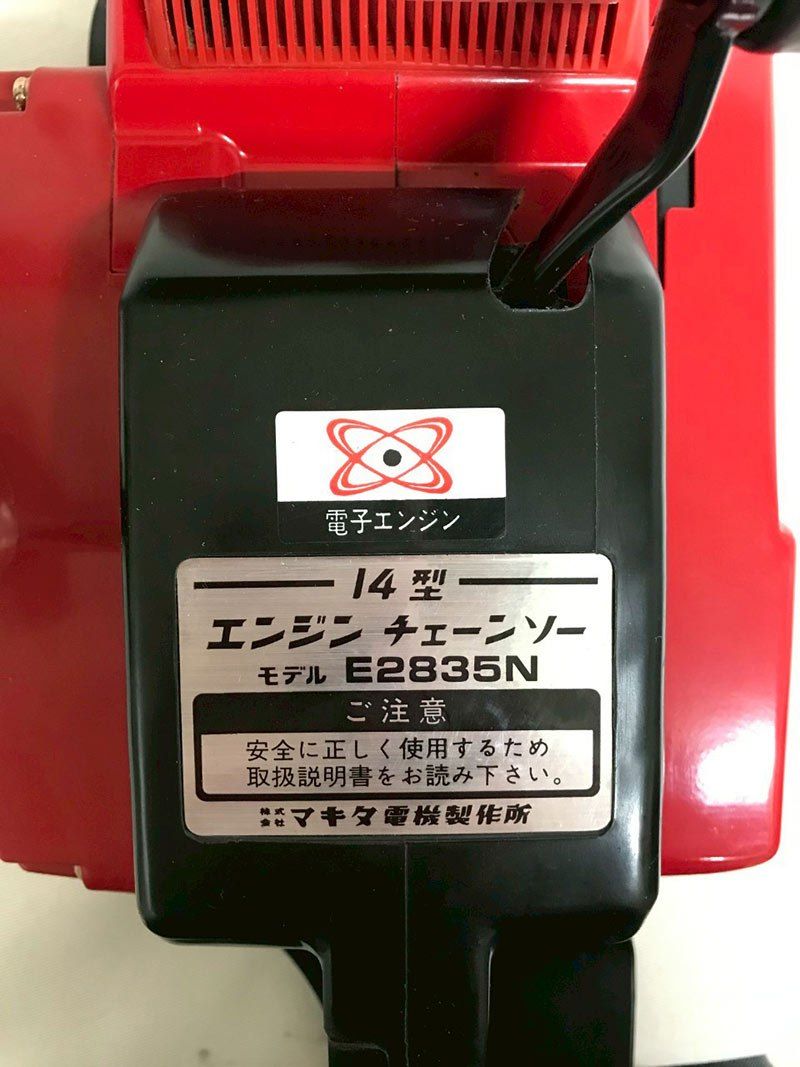 電子エンジン
14型
エンジン チェーンソー
モデル E2835N
ご注意
安全に正しく使用するため
取扱説明書をお読み下さい。
株式会社 マキタ電機製作所